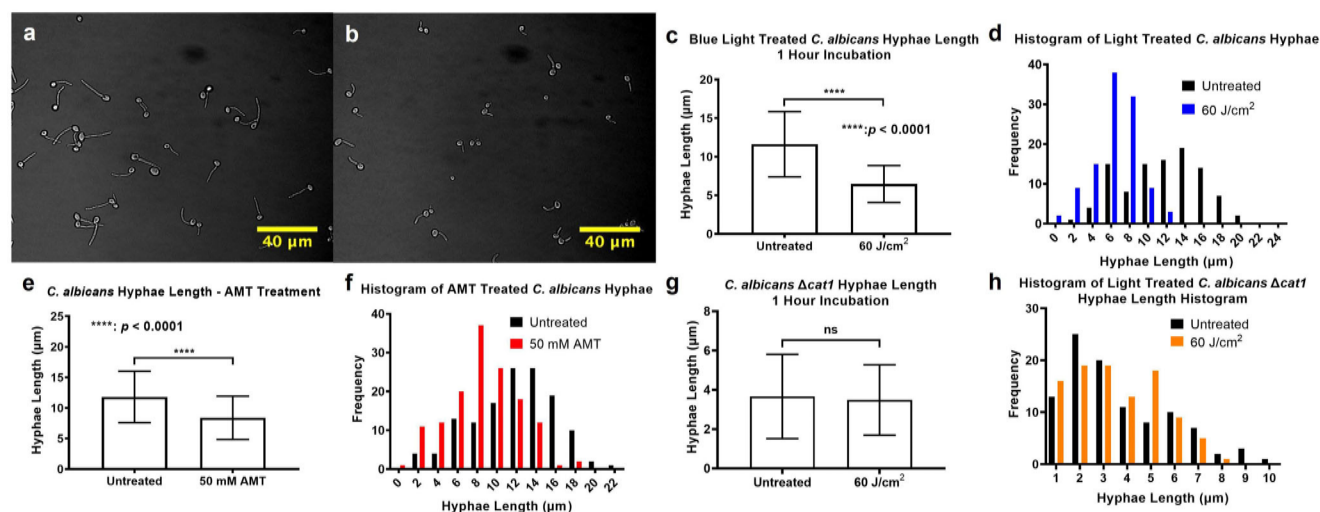 a
40 µm
b
40 µm
c
Blue Light Treated C. albicans Hyphae Length
1 Hour Incubation
Hyphae Length (µm)
20
15
10
5
0
****
****:p < 0.0001
Untreated
60 J/cm²
d
Histogram of Light Treated C. albicans Hyphae
Untreated
60 J/cm²
Frequency
40
30
20
10
0
0 2 4 6 8 10 12 14 16 18 20 22 24
Hyphae Length (µm)
e
C. albicans Hyphae Length - AMT Treatment
Hyphae Length (µm)
25
20
15
10
5
0
****: p < 0.0001
****
Untreated
50 mM AMT
f
Histogram of AMT Treated C. albicans Hyphae
Untreated
50 mM AMT
Frequency
40
30
20
10
0
0 2 4 6 8 10 12 14 16 18 20 22
Hyphae Length (µm)
g
C. albicans Δcat1 Hyphae Length
1 Hour Incubation
Hyphae Length (µm)
8
6
4
2
0
ns
Untreated
60 J/cm²
h
Histogram of Light Treated C. albicans Δcat1
Hyphae Length Histogram
Untreated
60 J/cm²
Frequency
30
20
10
0
1 2 3 4 5 6 7 8 9 10
Hyphae Length (µm)